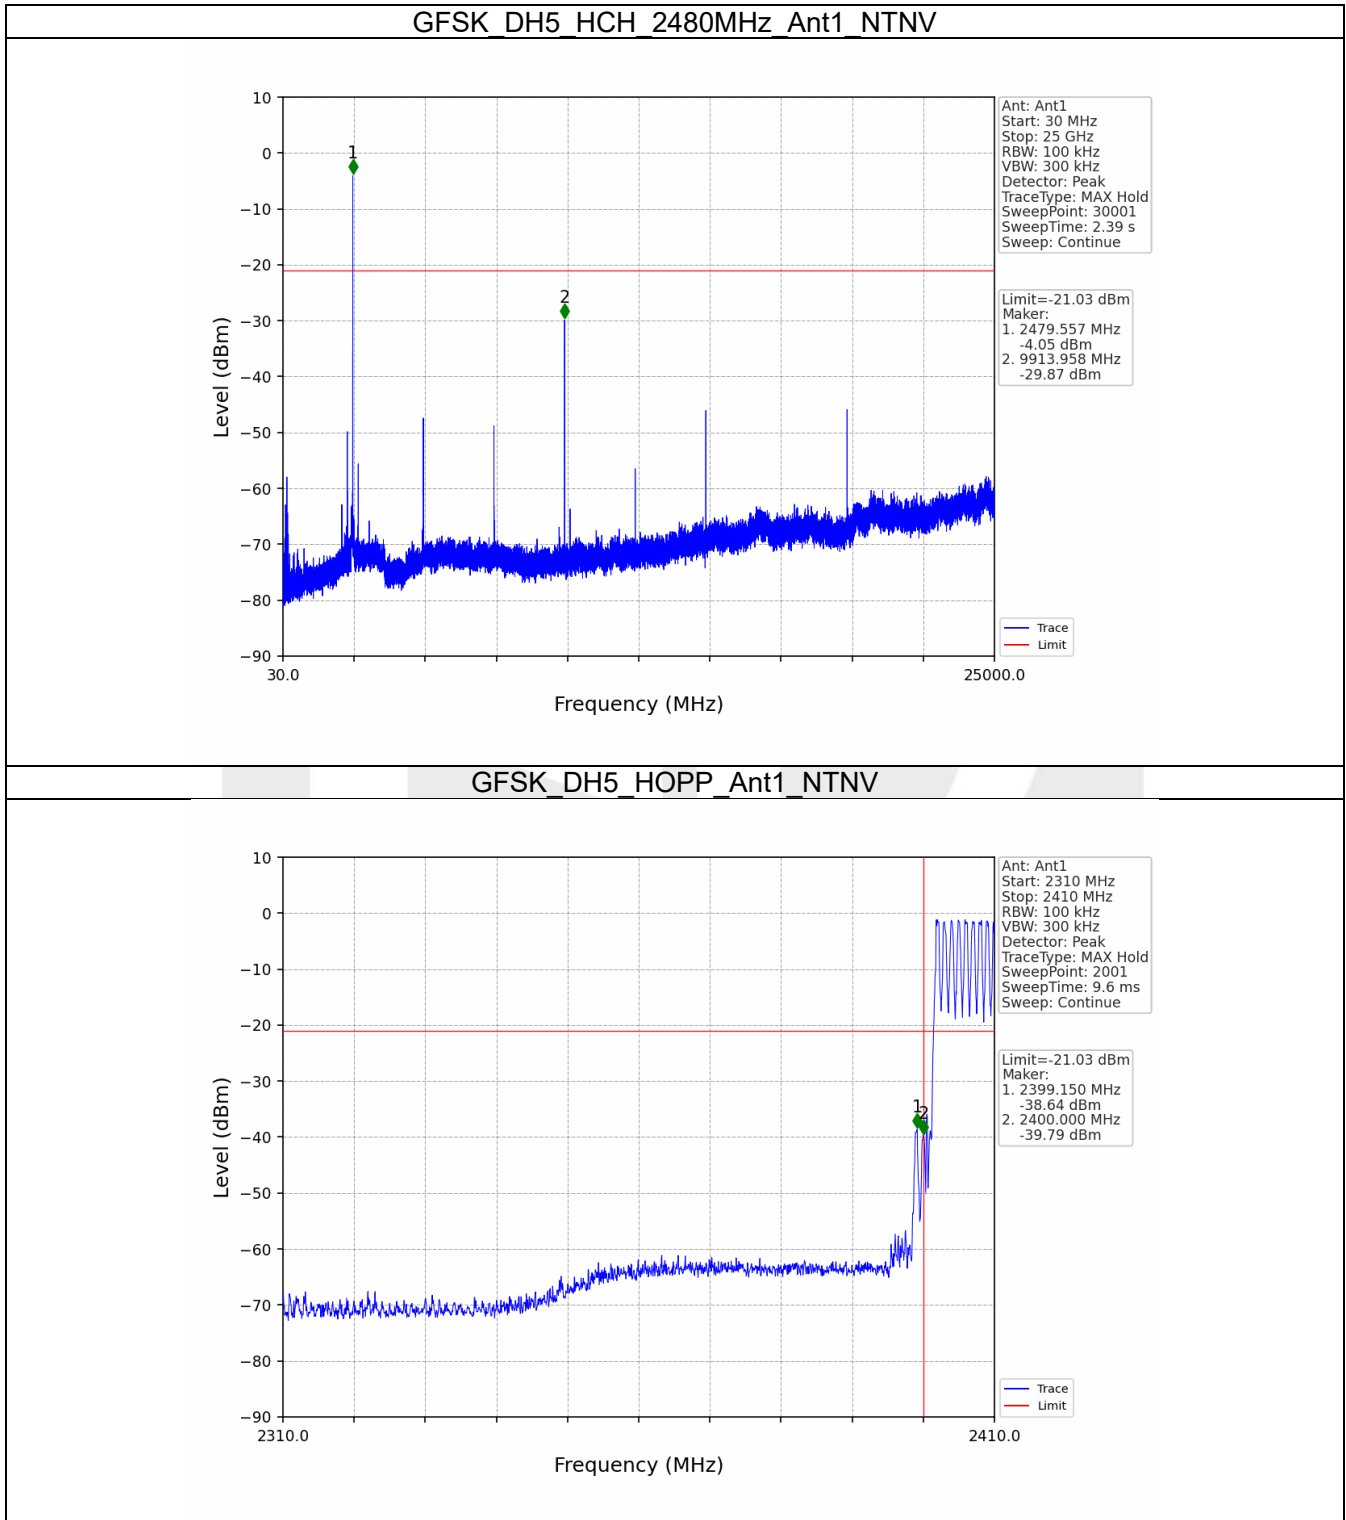 GFSK_DH5_HCH_2480MHz_Ant1_NTNV
10
0
−10
−20
−30
−40
−50
−60
−70
−80
−90
Level (dBm)
1
2
30.0
25000.0
Frequency (MHz)
Ant: Ant1
Start: 30 MHz
Stop: 25 GHz
RBW: 100 kHz
VBW: 300 kHz
Detector: Peak
TraceType: MAX Hold
SweepPoint: 30001
SweepTime: 2.39 s
Sweep: Continue
Limit=-21.03 dBm
Maker:
1. 2479.557 MHz
-4.05 dBm
2. 9913.958 MHz
-29.87 dBm
Trace
Limit
GFSK_DH5_HOPP_Ant1_NTNV
10
0
−10
−20
−30
−40
−50
−60
−70
−80
−90
Level (dBm)
1
2
2310.0
2410.0
Frequency (MHz)
Ant: Ant1
Start: 2310 MHz
Stop: 2410 MHz
RBW: 100 kHz
VBW: 300 kHz
Detector: Peak
TraceType: MAX Hold
SweepPoint: 2001
SweepTime: 9.6 ms
Sweep: Continue
Limit=-21.03 dBm
Maker:
1. 2399.150 MHz
-38.64 dBm
2. 2400.000 MHz
-39.79 dBm
Trace
Limit